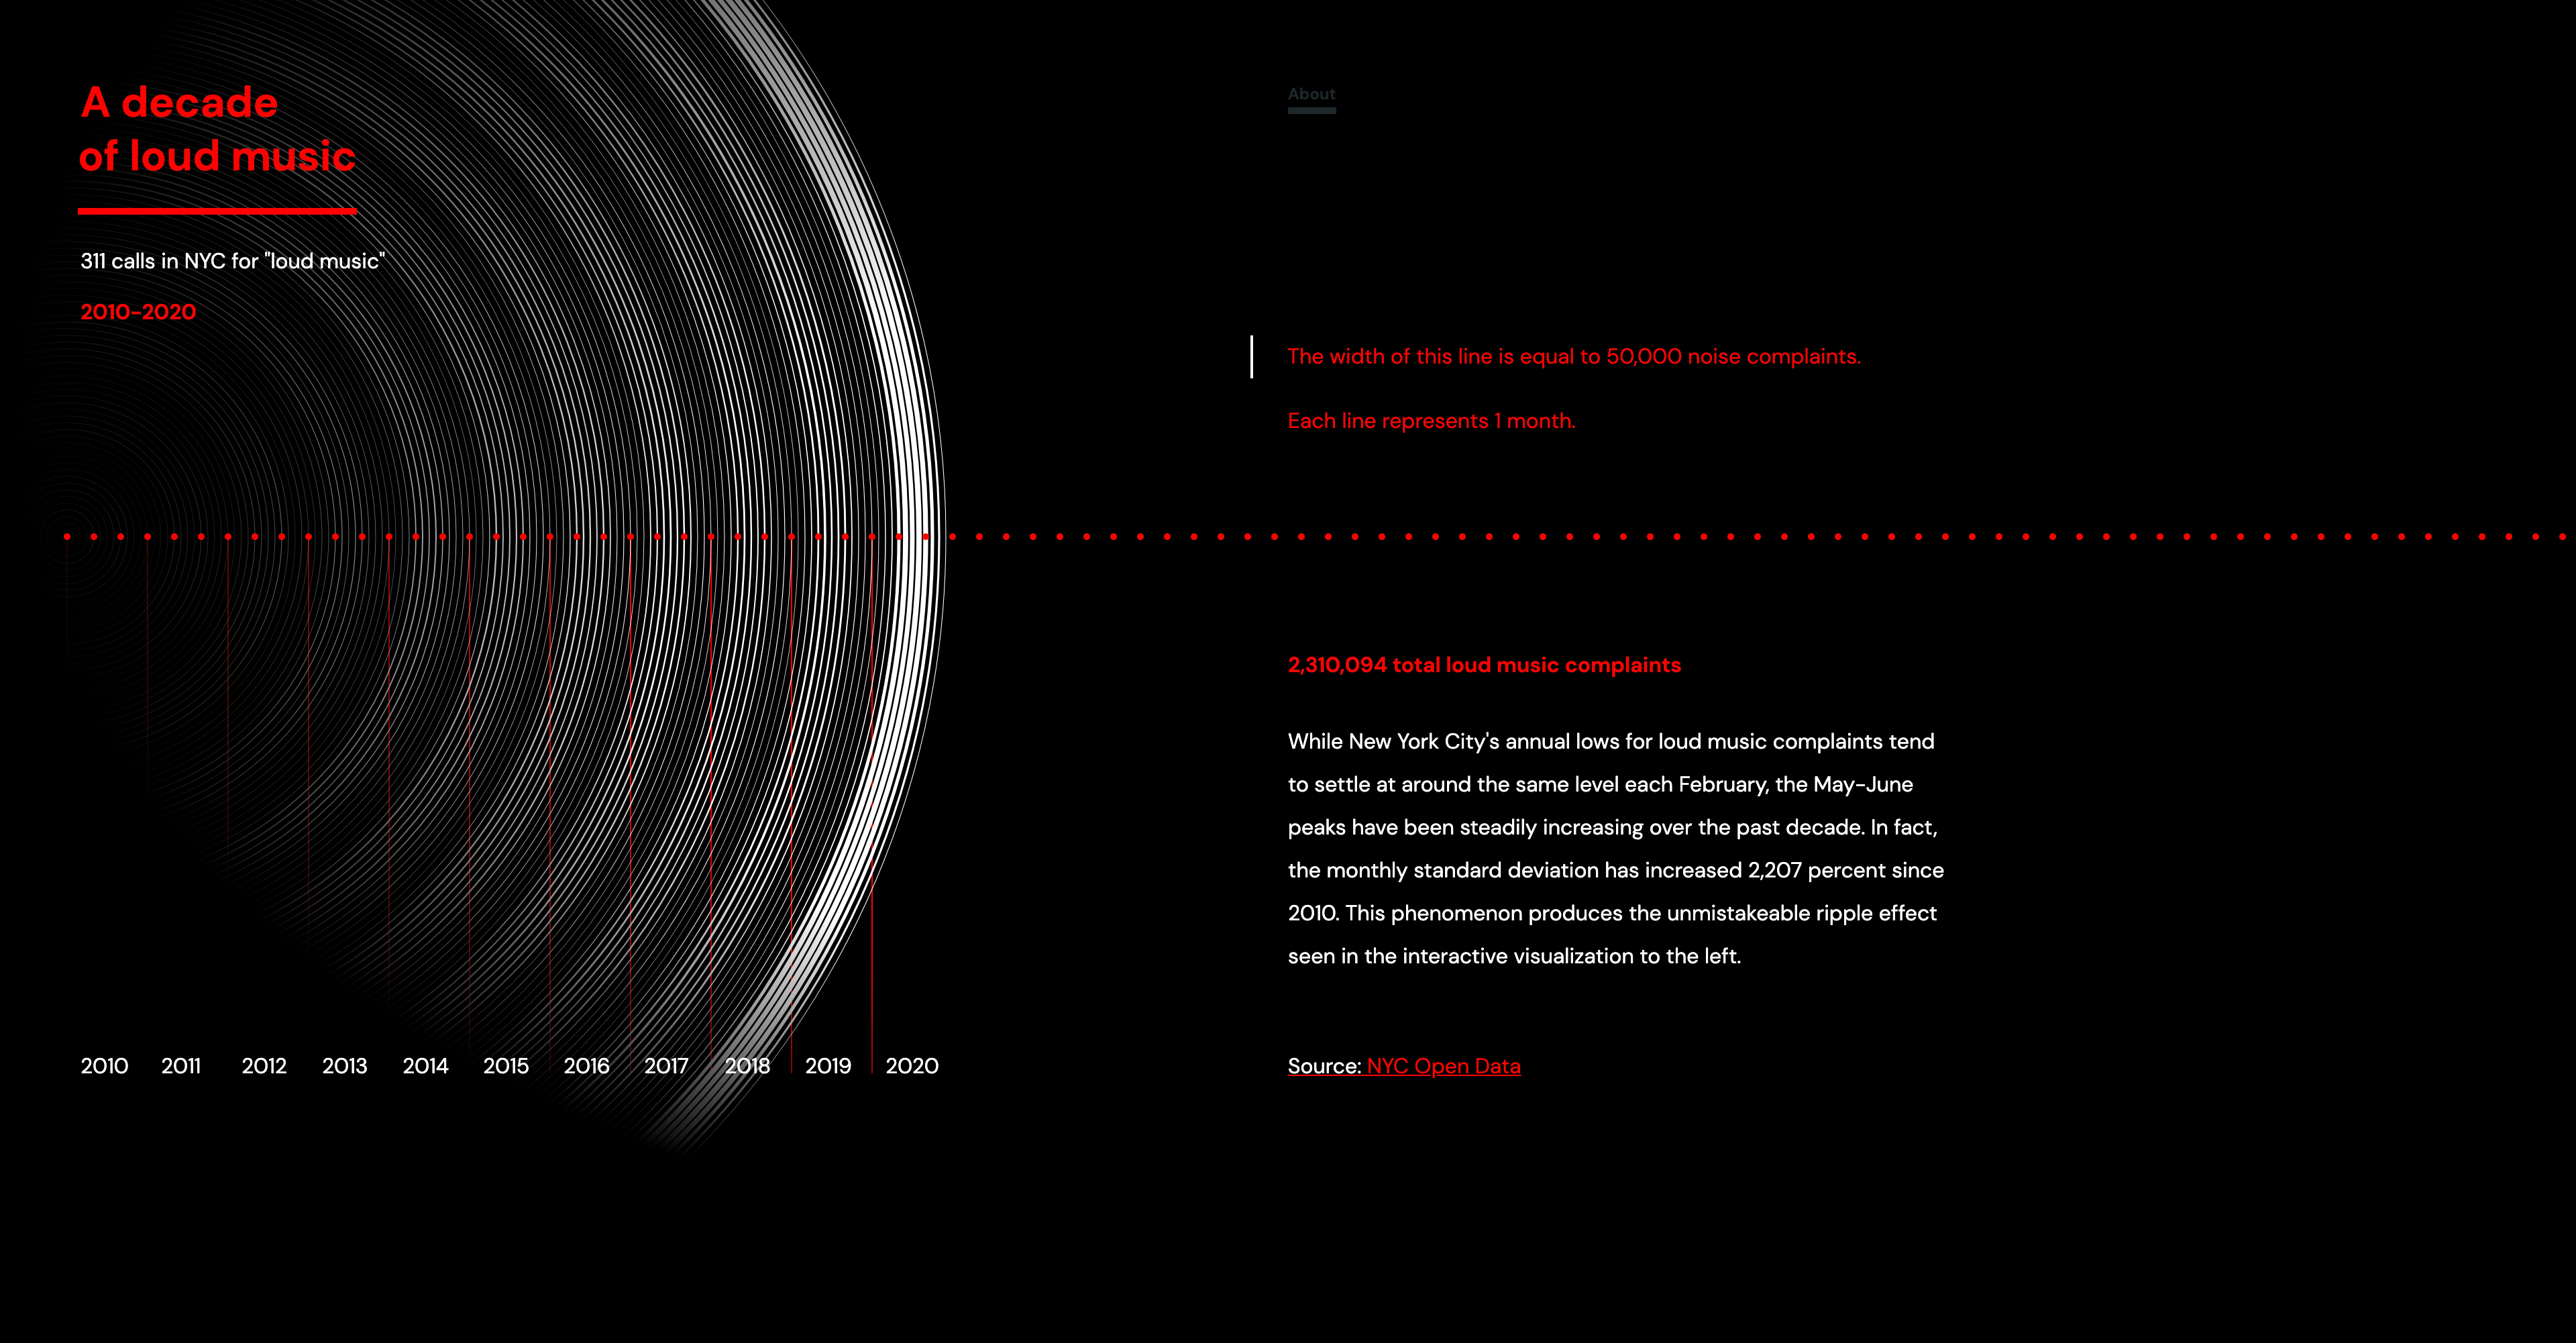 A decade
of loud music
311 calls in NYC for "loud music"
2010–2020
About
The width of this line is equal to 50,000 noise complaints.
Each line represents 1 month.
2,310,094 total loud music complaints
While New York City's annual lows for loud music complaints tend
to settle at around the same level each February, the May–June
peaks have been steadily increasing over the past decade. In fact,
the monthly standard deviation has increased 2,207 percent since
2010. This phenomenon produces the unmistakeable ripple effect
seen in the interactive visualization to the left.
2010 2011 2012 2013 2014 2015 2016 2017 2018 2019 2020
Source: NYC Open Data